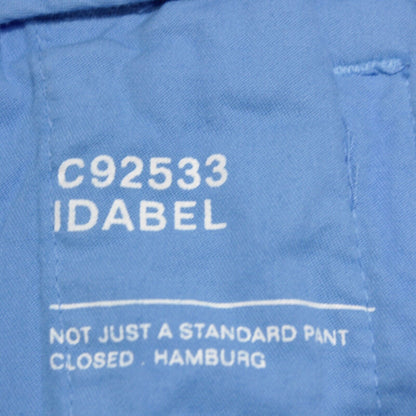 C92533
IDABEL
NOT JUST A STANDARD PANT
CLOSED . HAMBURG